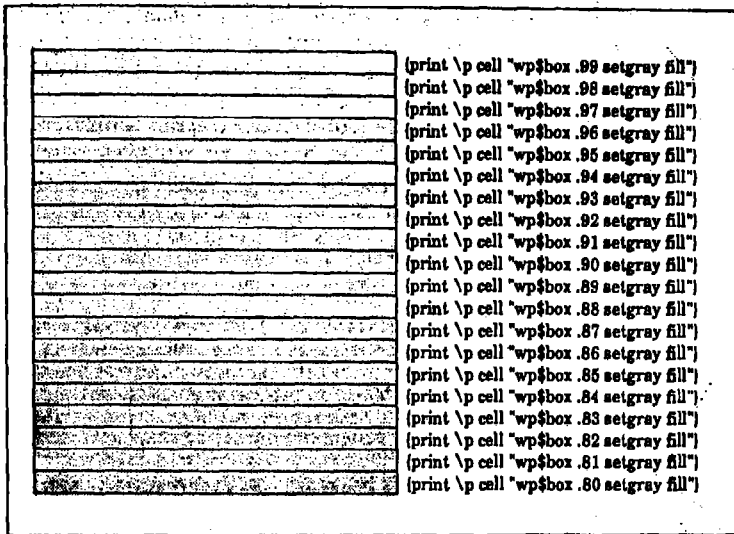 {print \p cell "wp$box .99 setgray fill"}
{print \p cell "wp$box .98 setgray fill"}
{print \p cell "wp$box .97 setgray fill"}
{print \p cell "wp$box .96 setgray fill"}
{print \p cell "wp$box .95 setgray fill"}
{print \p cell "wp$box .94 setgray fill"}
{print \p cell "wp$box .93 setgray fill"}
{print \p cell "wp$box .92 setgray fill"}
{print \p cell "wp$box .91 setgray fill"}
{print \p cell "wp$box .90 setgray fill"}
{print \p cell "wp$box .89 setgray fill"}
{print \p cell "wp$box .88 setgray fill"}
{print \p cell "wp$box .87 setgray fill"}
{print \p cell "wp$box .86 setgray fill"}
{print \p cell "wp$box .85 setgray fill"}
{print \p cell "wp$box .84 setgray fill"}
{print \p cell "wp$box .83 setgray fill"}
{print \p cell "wp$box .82 setgray fill"}
{print \p cell "wp$box .81 setgray fill"}
{print \p cell "wp$box .80 setgray fill"}